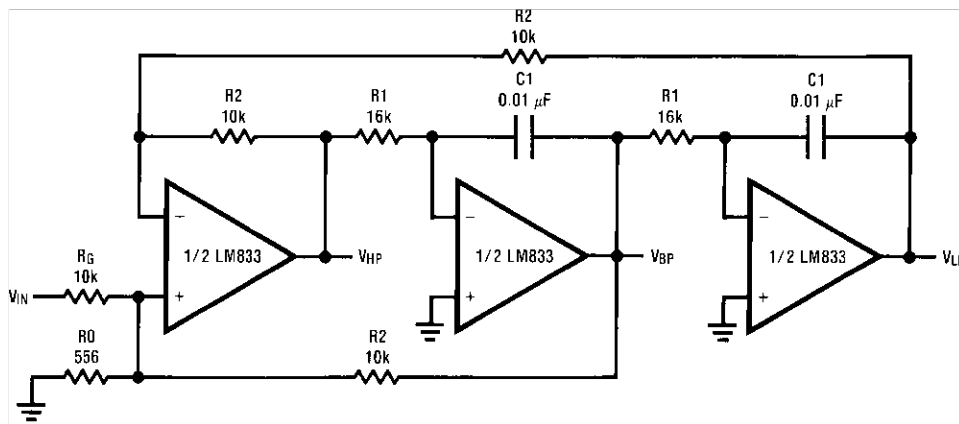 R2
10k
C1
0.01 μF
C1
0.01 μF
R2
10k
R1
16k
R1
16k
−
1/2 LM833
+
VHP
−
1/2 LM833
+
VBP
−
1/2 LM833
+
VL
RG
10k
VIN
R0
556
R2
10k